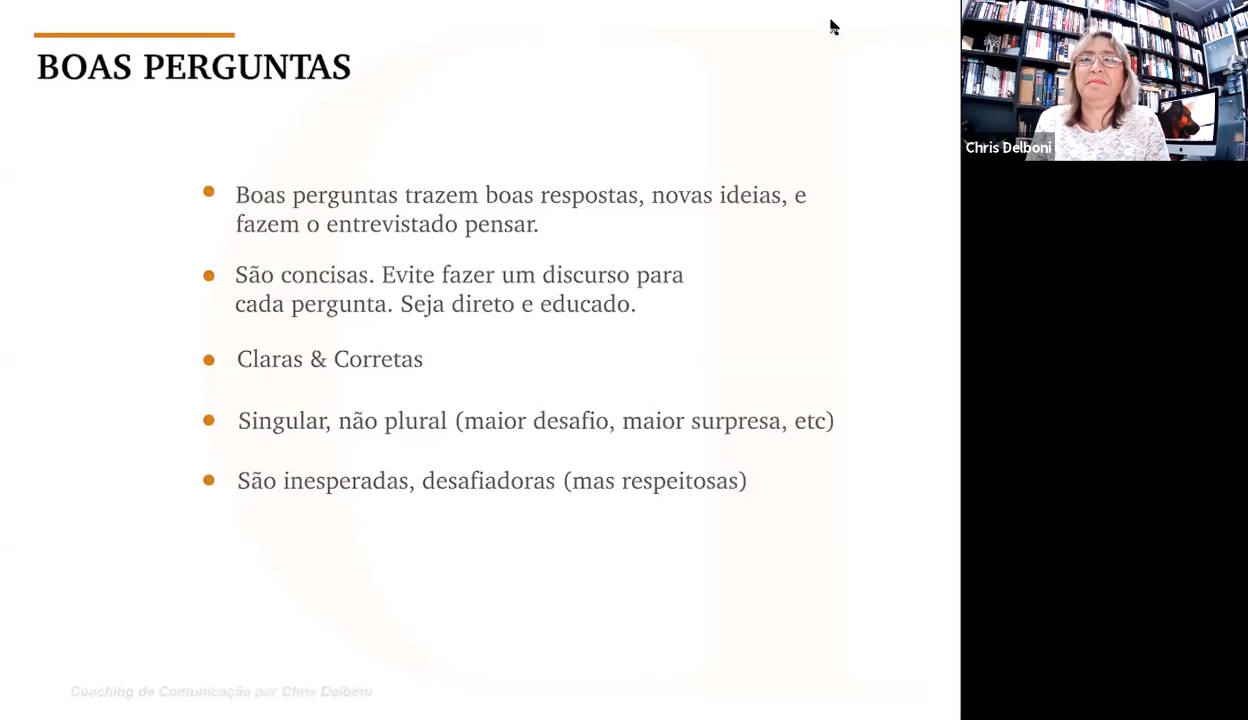 BOAS PERGUNTAS
Boas perguntas trazem boas respostas, novas ideias, e
fazem o entrevistado pensar.
São concisas. Evite fazer um discurso para
cada pergunta. Seja direto e educado.
Claras & Corretas
Singular, não plural (maior desafio, maior surpresa, etc)
São inesperadas, desafiadoras (mas respeitosas)
Coaching de Comunicação por Chris Delboni
Chris Delboni